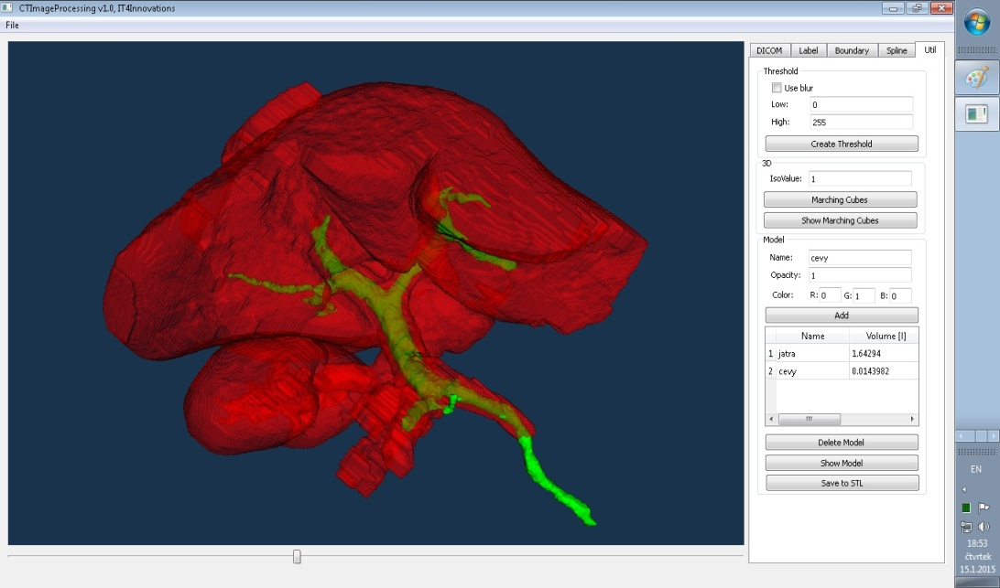 CTImageProcessing v1.0, IT4Innovations
File
DICOM Label Boundary Spline Util
Threshold
Use blur
Low: 0
High: 255
Create Threshold
3D
IsoValue: 1
Marching Cubes
Show Marching Cubes
Model
Name: cevy
Opacity: 1
Color: R: 0 G: 1 B: 0
Add
Name Volume [l]
1 jatra 1.64294
2 cevy 0.0143982
Delete Model
Show Model
Save to STL
EN
18:53
čtvrtek
15.1.2015